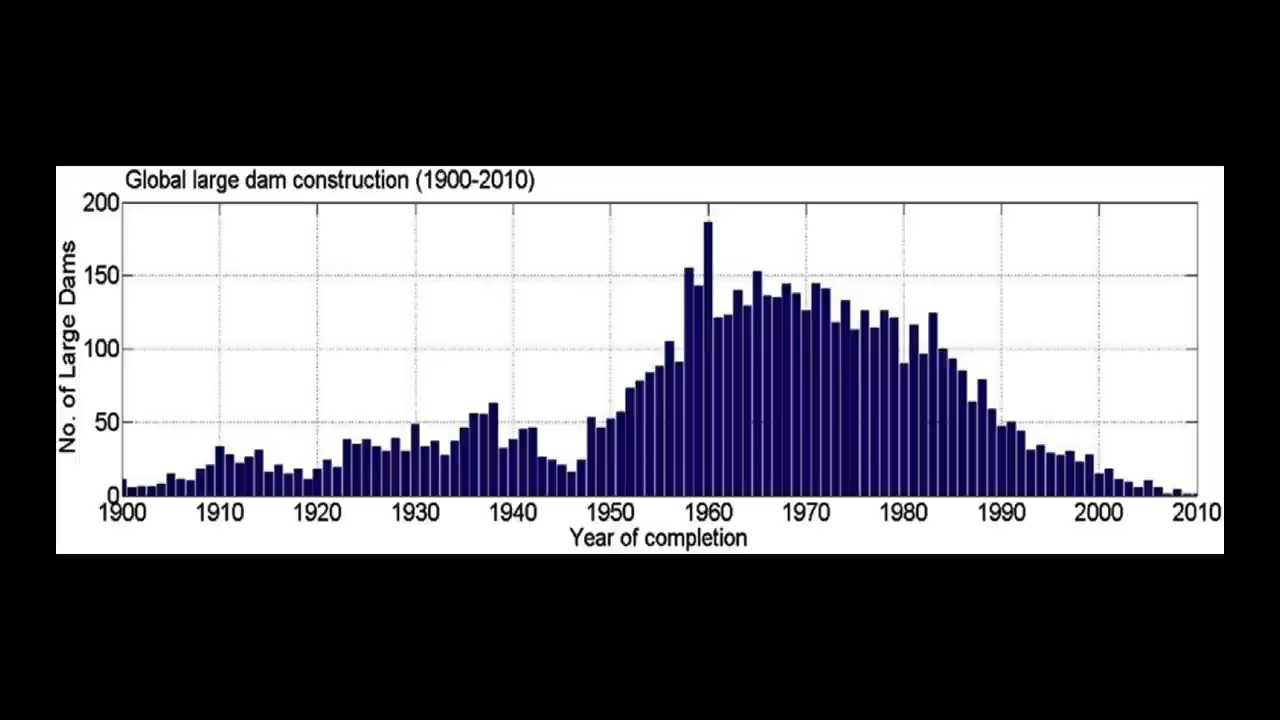 Global large dam construction (1900-2010)
No. of Large Dams
200
150
100
50
0
1900 1910 1920 1930 1940 1950 1960 1970 1980 1990 2000 2010
Year of completion